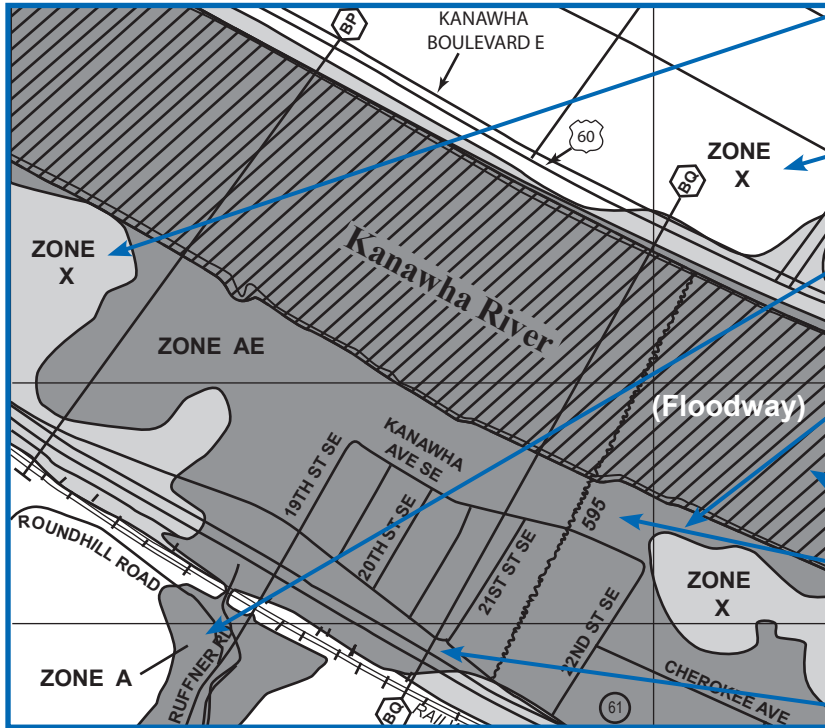 BP
KANAWHA
BOULEVARD E
60
ZONE
X
BQ
ZONE
X
Kanawha River
ZONE AE
(Floodway)
KANAWHA
AVE SE
19TH ST SE
20TH ST SE
595
21ST ST SE
ROUNDHILL ROAD
ZONE
X
22ND ST SE
ZONE A
RUFFNER RD
CHEROKEE AVE
61
BQ